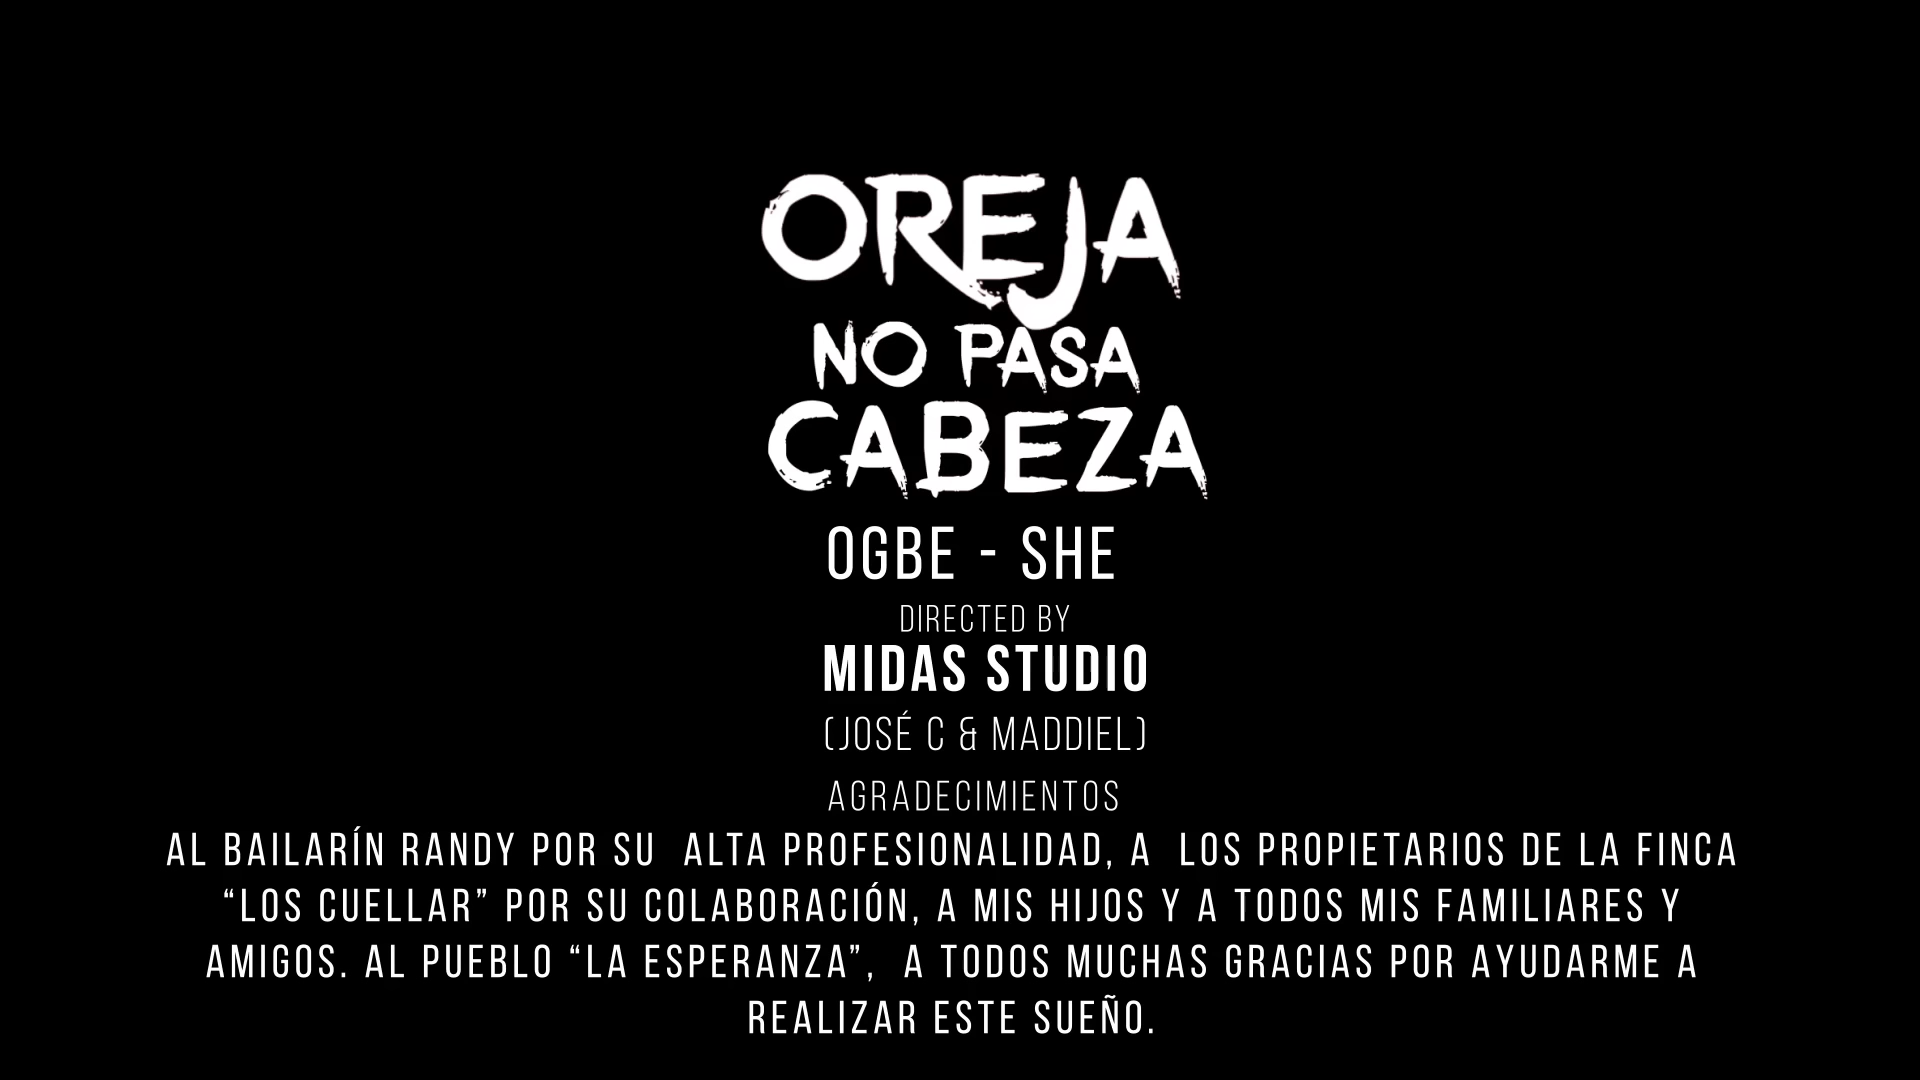 OREJA
NO PASA
CABEZA
OGBE - SHE
DIRECTED BY
MIDAS STUDIO
(JOSÉ C & MADDIEL)
AGRADECIMIENTOS
AL BAILARÍN RANDY POR SU ALTA PROFESIONALIDAD, A LOS PROPIETARIOS DE LA FINCA
“LOS CUELLAR” POR SU COLABORACIÓN, A MIS HIJOS Y A TODOS MIS FAMILIARES Y
AMIGOS. AL PUEBLO “LA ESPERANZA”, A TODOS MUCHAS GRACIAS POR AYUDARME A
REALIZAR ESTE SUEÑO.